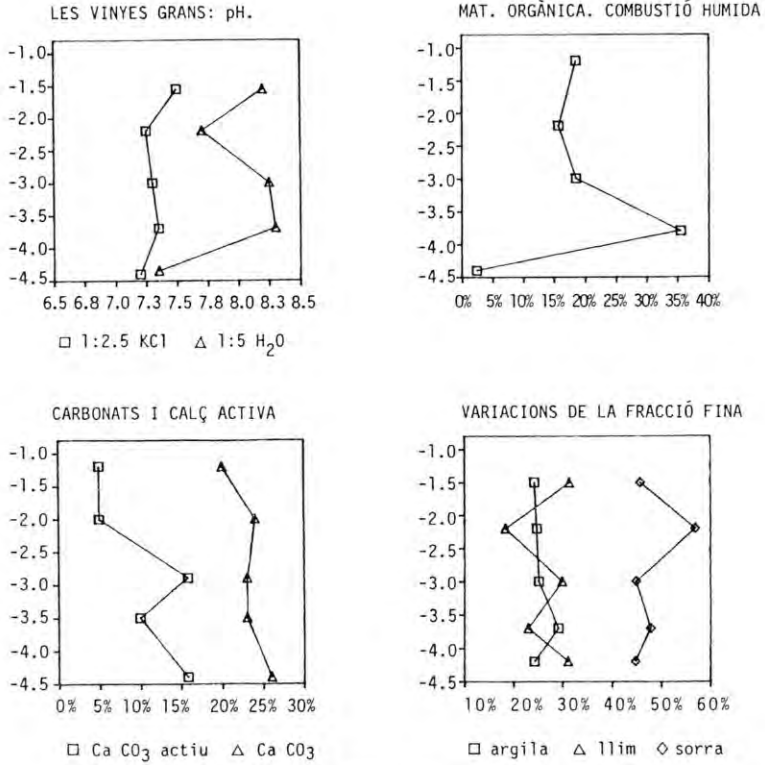 LES VINYES GRANS: pH.
-1.0
-1.5
-2.0
-2.5
-3.0
-3.5
-4.0
-4.5
6.5 6.8 7.0 7.3 7.5 7.8 8.0 8.3 8.5
□ 1:2.5 KCl △ 1:5 H₂O
MAT. ORGÀNICA. COMBUSTIÓ HUMIDA
-1.0
-1.5
-2.0
-2.5
-3.0
-3.5
-4.0
-4.5
0% 5% 10% 15% 20% 25% 30% 35% 40%
CARBONATS I CALÇ ACTIVA
-1.0
-1.5
-2.0
-2.5
-3.0
-3.5
-4.0
-4.5
0% 5% 10% 15% 20% 25% 30%
□ Ca CO₃ actiu △ Ca CO₃
VARIACIONS DE LA FRACCIÓ FINA
-1.0
-1.5
-2.0
-2.5
-3.0
-3.5
-4.0
-4.5
10% 20% 30% 40% 50% 60%
□ argila △ llim ◇ sorra